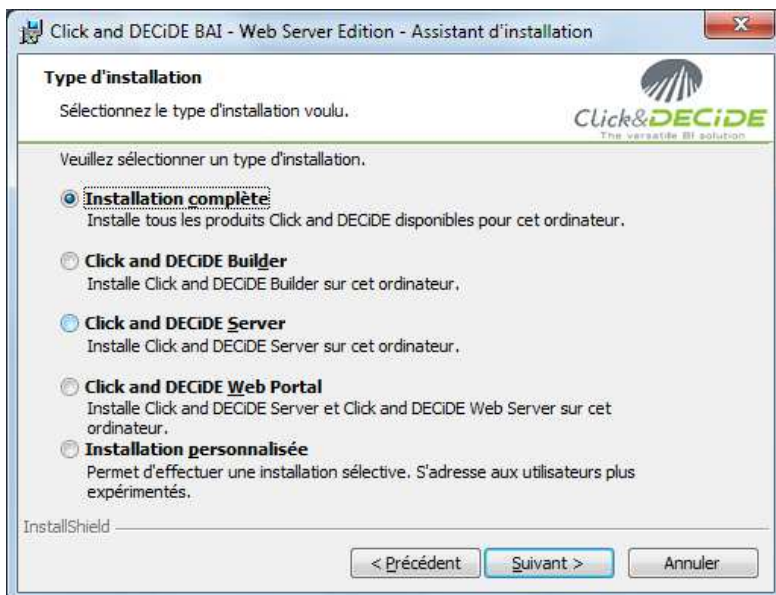 Click and DECiDE BAI - Web Server Edition - Assistant d'installation
Type d'installation
Sélectionnez le type d'installation voulu.
Click&DECiDE
The versatile BI solution
Veuillez sélectionner un type d'installation.
Installation complète
Installe tous les produits Click and DECiDE disponibles pour cet ordinateur.
Click and DECiDE Builder
Installe Click and DECiDE Builder sur cet ordinateur.
Click and DECiDE Server
Installe Click and DECiDE Server sur cet ordinateur.
Click and DECiDE Web Portal
Installe Click and DECiDE Server et Click and DECiDE Web Server sur cet
ordinateur.
Installation personnalisée
Permet d'effectuer une installation sélective. S'adresse aux utilisateurs plus
expérimentés.
InstallShield
< Précédent
Suivant >
Annuler